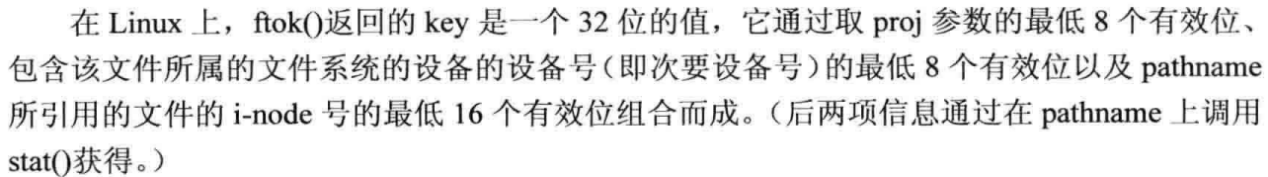 在 Linux 上，ftok()返回的 key 是一个 32 位的值，它通过取 proj 参数的最低 8 个有效位、
包含该文件所属的文件系统的设备的设备号（即次要设备号）的最低 8 个有效位以及 pathname
所引用的文件的 i-node 号的最低 16 个有效位组合而成。（后两项信息通过在 pathname 上调用
stat()获得。）